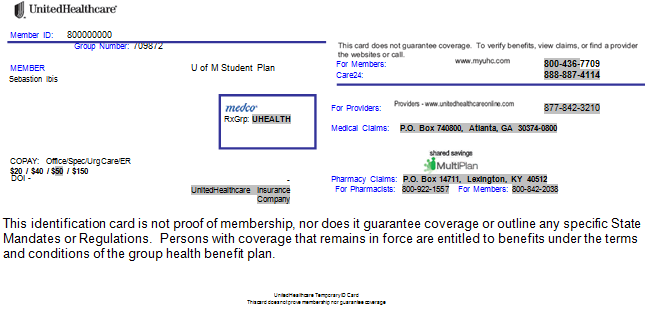 UnitedHealthcare®
Member ID: 800000000
Group Number: 709872
MEMBER
U of M Student Plan
Sebastion Ibis
medco®
RxGrp: UHEALTH
COPAY: Office/Spec/UrgCare/ER
$20 / $40 / $50 / $150
DOI -
-
UnitedHealthcare Insurance
Company
This card does not guarantee coverage. To verify benefits, view claims, or find a provider
the websites or call.
For Members: www.myuhc.com 800-436-7709
Care24: 888-887-4114
For Providers: Providers - www.unitedhealthcareonline.com 877-842-3210
Medical Claims: P.O. Box 740800, Atlanta, GA 30374-0800
shared savings
MultiPlan
Pharmacy Claims: P.O. Box 14711, Lexington, KY 40512
For Pharmacists: 800-922-1557 For Members: 800-842-2038
This identification card is not proof of membership, nor does it guarantee coverage or outline any specific State
Mandates or Regulations. Persons with coverage that remains in force are entitled to benefits under the terms
and conditions of the group health benefit plan.
UnitedHealthcare Temporary ID Card
This card does not prove membership nor guarantee coverage